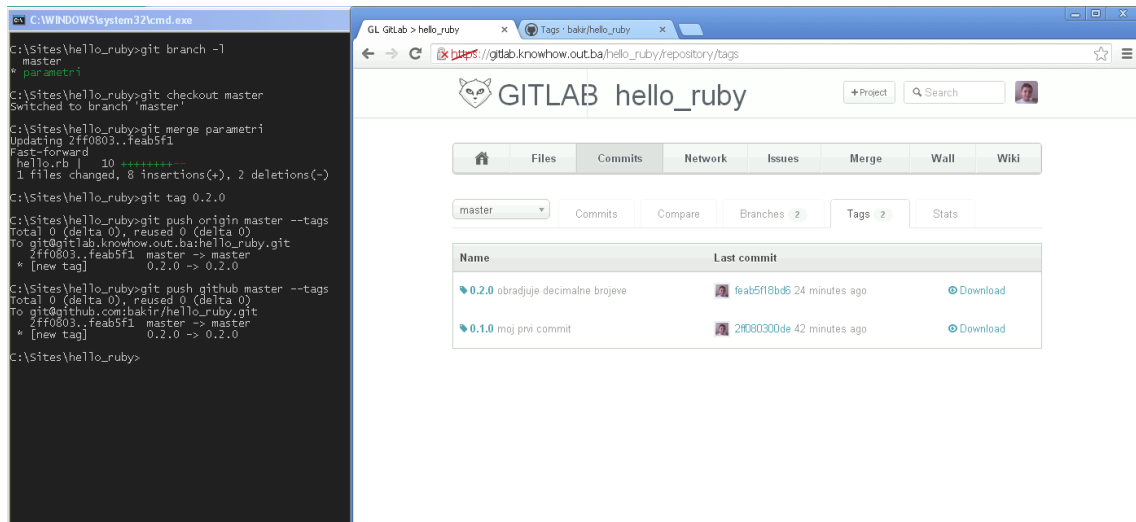 C:\WINDOWS\system32\cmd.exe
C:\Sites\hello_ruby>git branch -l
master
* parametri
C:\Sites\hello_ruby>git checkout master
Switched to branch 'master'
C:\Sites\hello_ruby>git merge parametri
Updating 2ff0803..feab5f1
Fast-forward
hello.rb | 10 ++++++++--
1 files changed, 8 insertions(+), 2 deletions(-)
C:\Sites\hello_ruby>git tag 0.2.0
C:\Sites\hello_ruby>git push origin master --tags
Total 0 (delta 0), reused 0 (delta 0)
To git@gitlab.knowhow.out.ba:hello_ruby.git
2ff0803..feab5f1 master -> master
* [new tag] 0.2.0 -> 0.2.0
C:\Sites\hello_ruby>git push github master --tags
Total 0 (delta 0), reused 0 (delta 0)
To git@github.com:bakir/hello_ruby.git
2ff0803..feab5f1 master -> master
* [new tag] 0.2.0 -> 0.2.0
C:\Sites\hello_ruby>
GL GitLab > hello_ruby
Tags · bakir/hello_ruby
https://gitlab.knowhow.out.ba/hello_ruby/repository/tags
GITLAB hello_ruby
+ Project
Search
Files Commits Network Issues Merge Wall Wiki
master Commits Compare Branches 2 Tags 2 Stats
Name Last commit
0.2.0 obradjuje decimalne brojeve feab5f18bd6 24 minutes ago Download
0.1.0 moj prvi commit 2ff080300de 42 minutes ago Download